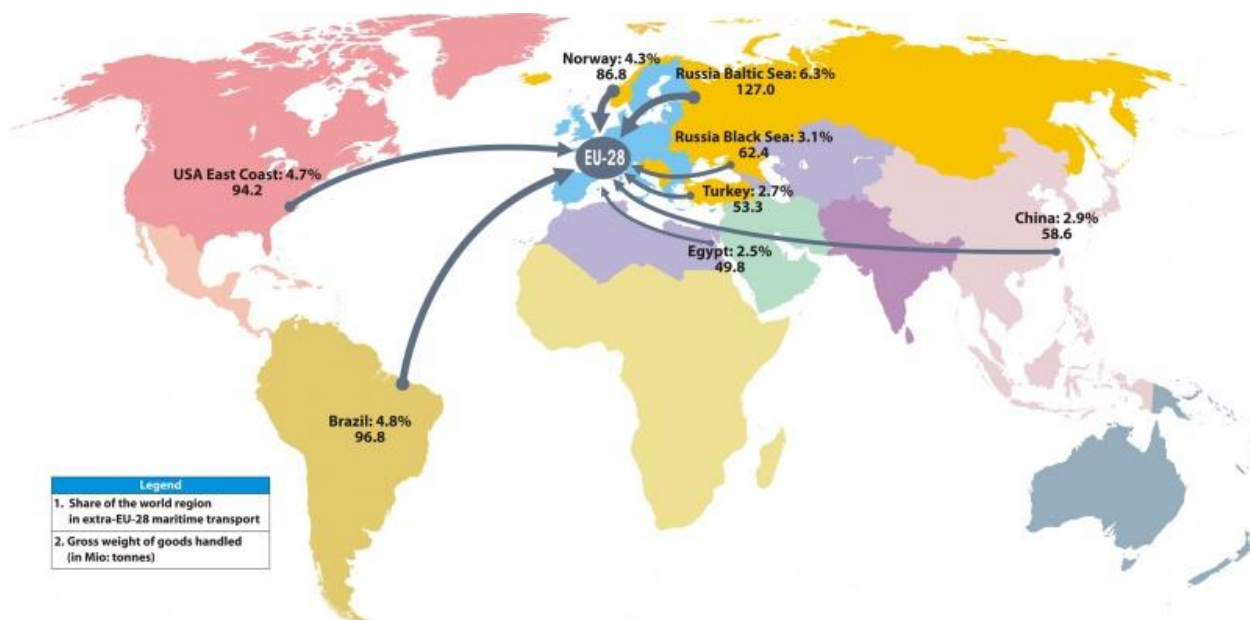 Norway: 4.3%
86.8
Russia Baltic Sea: 6.3%
127.0
Russia Black Sea: 3.1%
62.4
EU-28
USA East Coast: 4.7%
94.2
Turkey: 2.7%
53.3
China: 2.9%
58.6
Egypt: 2.5%
49.8
Brazil: 4.8%
96.8
Legend
1. Share of the world region
in extra-EU-28 maritime transport
2. Gross weight of goods handled
(in Mio: tonnes)